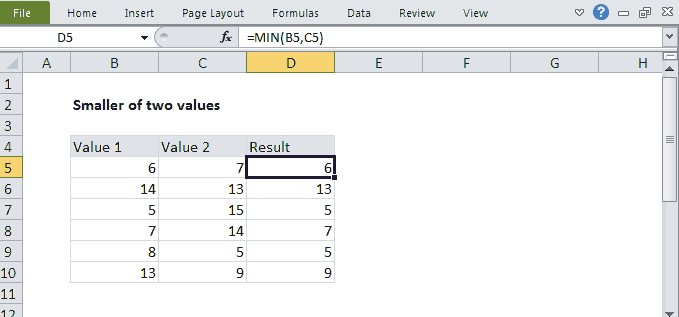 File Home Insert Page Layout Formulas Data Review View ?
D5 fx =MIN(B5,C5)
A B C D E F G H
1
2 Smaller of two values
3
4 Value 1 Value 2 Result
5 6 7 6
6 14 13 13
7 5 15 5
8 7 14 7
9 8 5 5
10 13 9 9
11
12